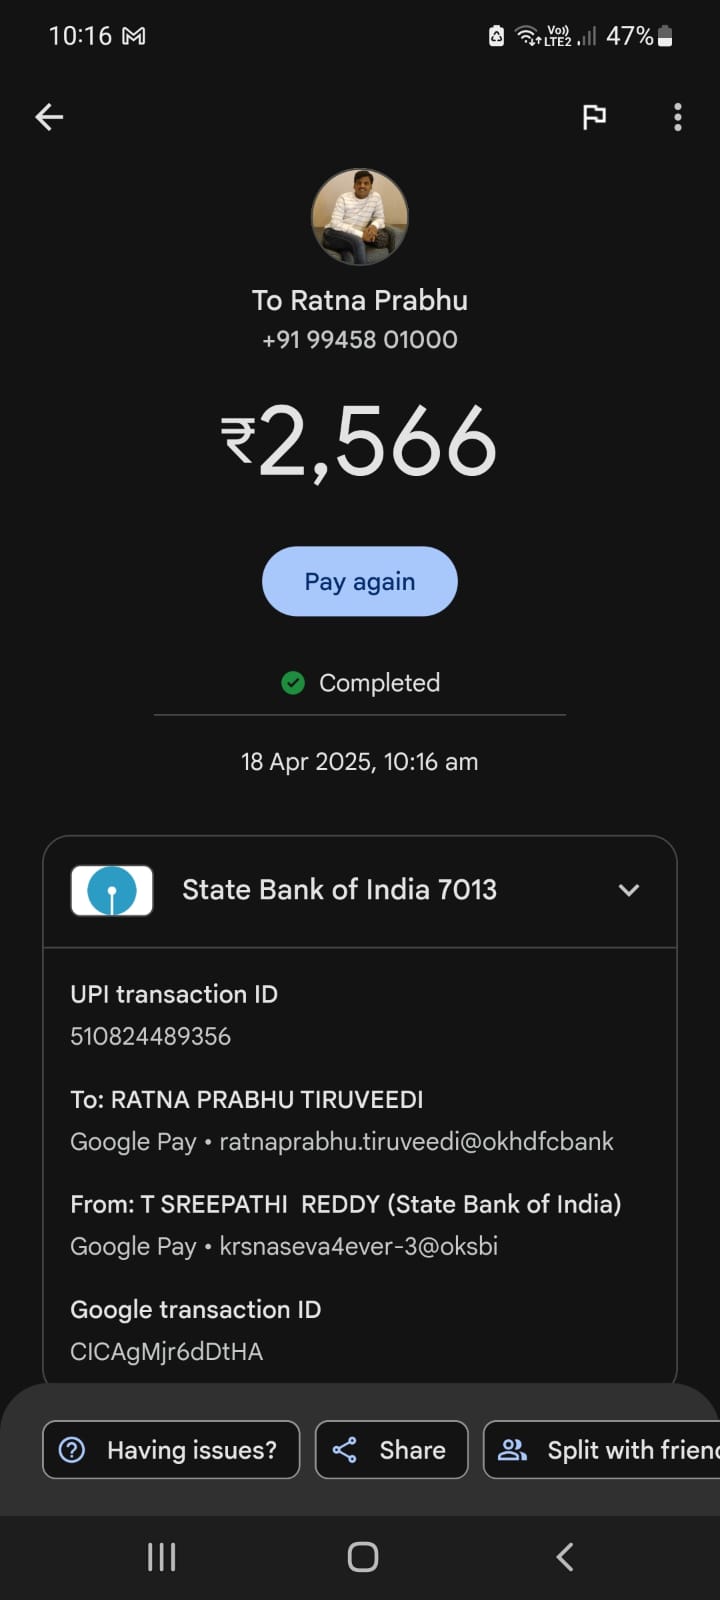 10:16
Vo)) LTE2 47%
To Ratna Prabhu
+91 99458 01000
₹2,566
Pay again
Completed
18 Apr 2025, 10:16 am
State Bank of India 7013
UPI transaction ID
510824489356
To: RATNA PRABHU TIRUVEEDI
Google Pay • ratnaprabhu.tiruveedi@okhdfcbank
From: T SREEPATHI  REDDY (State Bank of India)
Google Pay • krsnaseva4ever-3@oksbi
Google transaction ID
CICAgMjr6dDtHA
Having issues?
Share
Split with frien